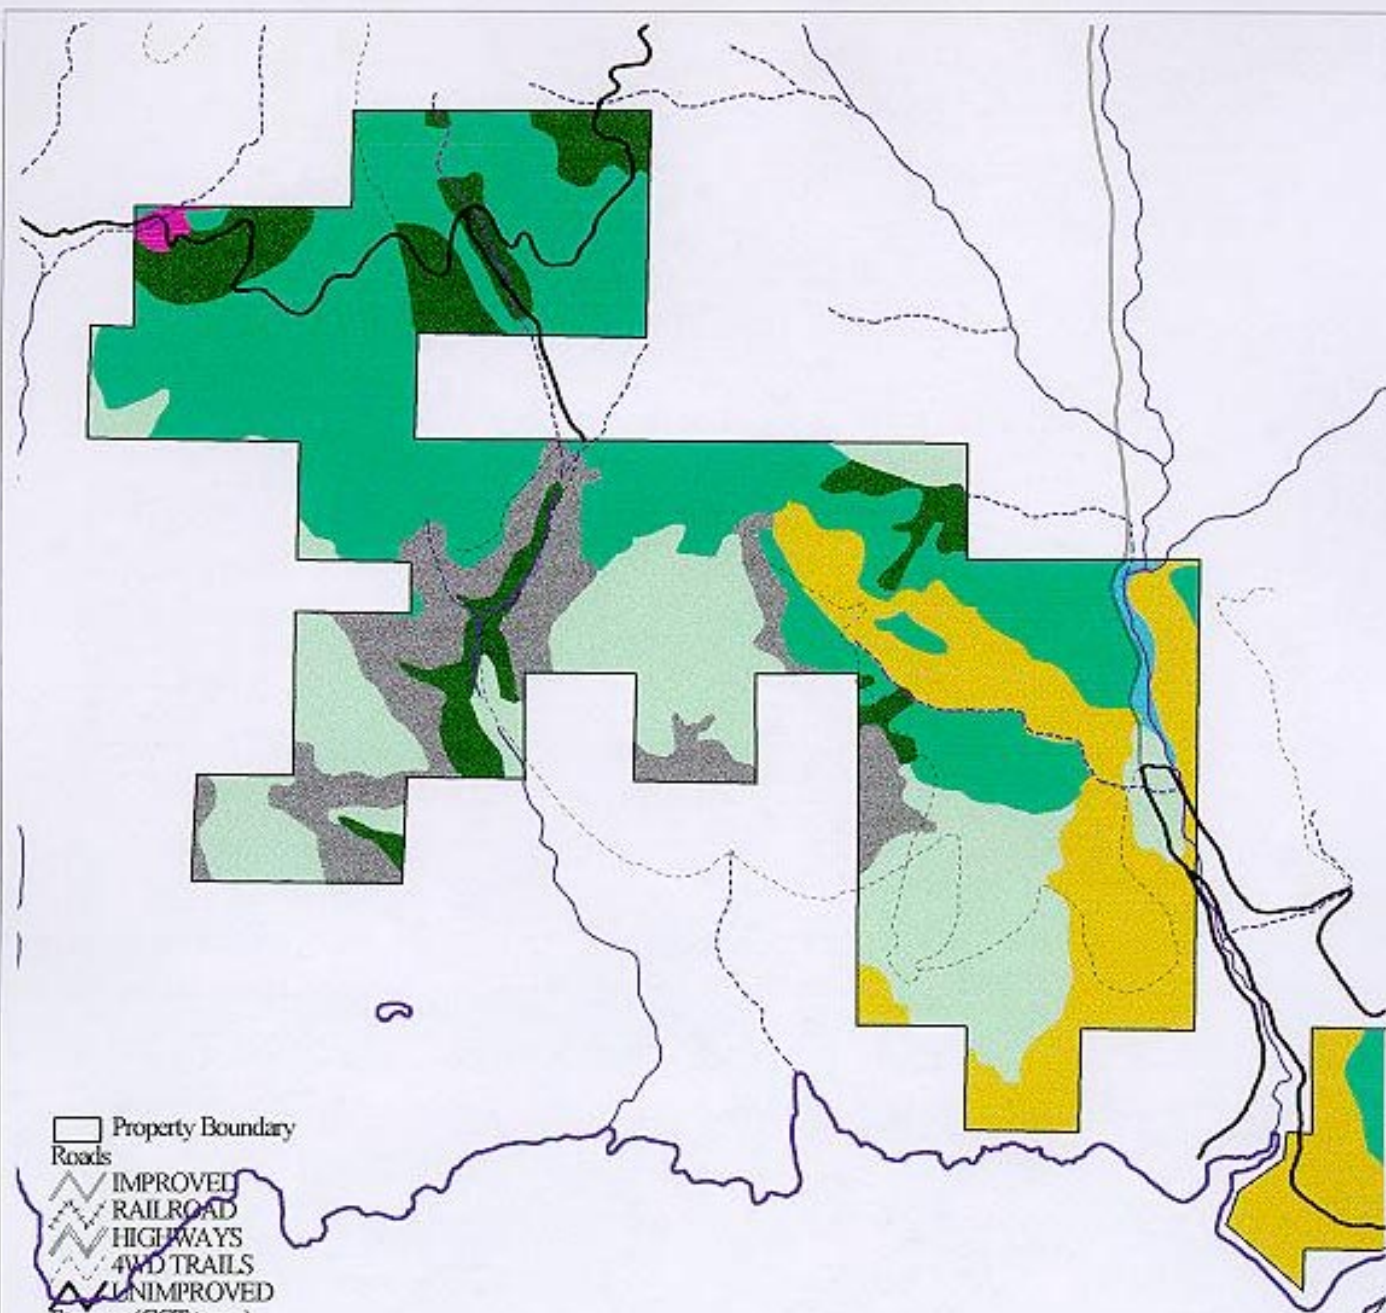 Property Boundary
Roads
IMPROVED
RAILROAD
HIGHWAYS
4WD TRAILS
UNIMPROVED